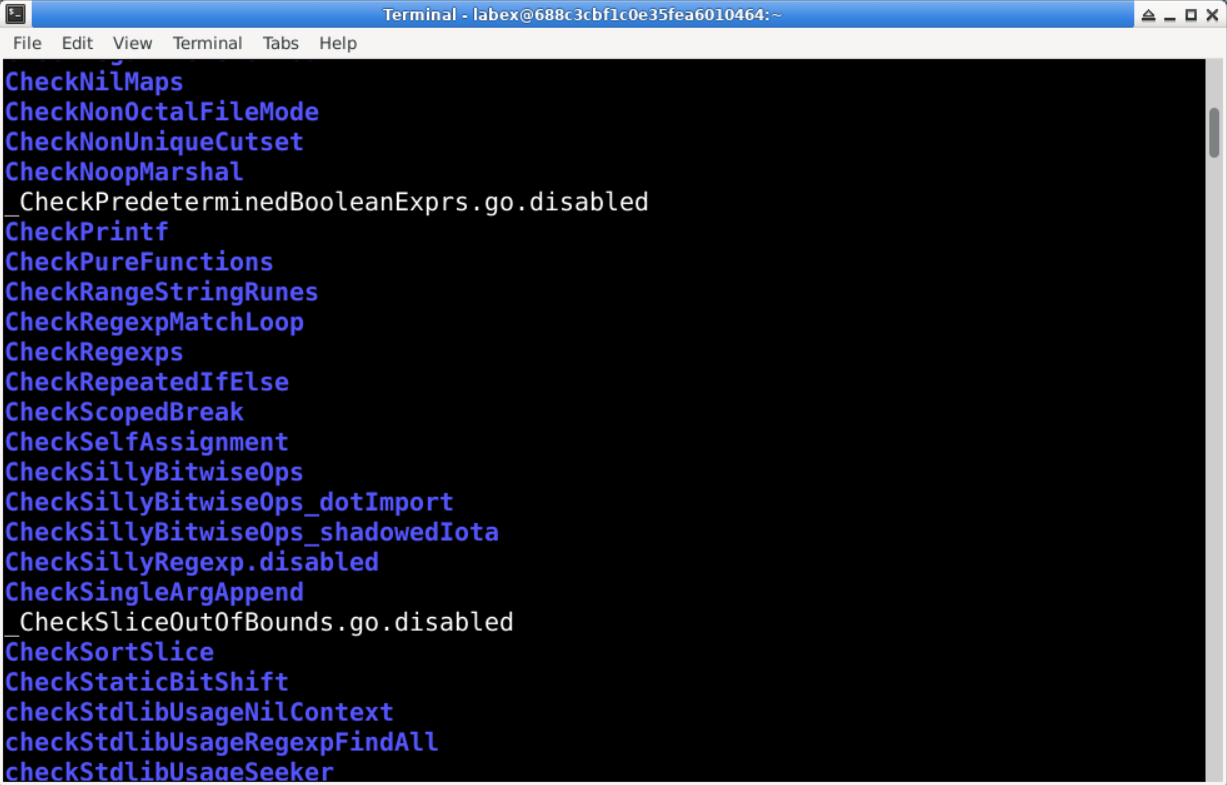 Terminal - labex@688c3cbf1c0e35fea6010464:~
File Edit View Terminal Tabs Help
CheckNilMaps
CheckNonOctalFileMode
CheckNonUniqueCutset
CheckNoopMarshal
_CheckPredeterminedBooleanExprs.go.disabled
CheckPrintf
CheckPureFunctions
CheckRangeStringRunes
CheckRegexpMatchLoop
CheckRegexps
CheckRepeatedIfElse
CheckScopedBreak
CheckSelfAssignment
CheckSillyBitwiseOps
CheckSillyBitwiseOps_dotImport
CheckSillyBitwiseOps_shadowedIota
CheckSillyRegexp.disabled
CheckSingleArgAppend
_CheckSliceOutOfBounds.go.disabled
CheckSortSlice
CheckStaticBitShift
checkStdlibUsageNilContext
checkStdlibUsageRegexpFindAll
checkStdlibUsageSeeker